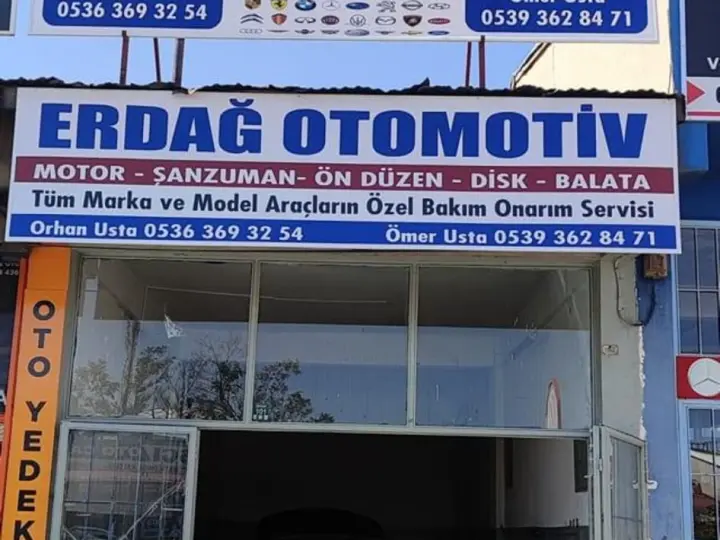 0536 369 32 54
Ömer Usta
0539 362 84 71
ERDAĞ OTOMOTİV
MOTOR - ŞANZUMAN- ÖN DÜZEN - DİSK - BALATA
Tüm Marka ve Model Araçların Özel Bakım Onarım Servisi
Orhan Usta 0536 369 32 54 Ömer Usta 0539 362 84 71
OTO YEDEK